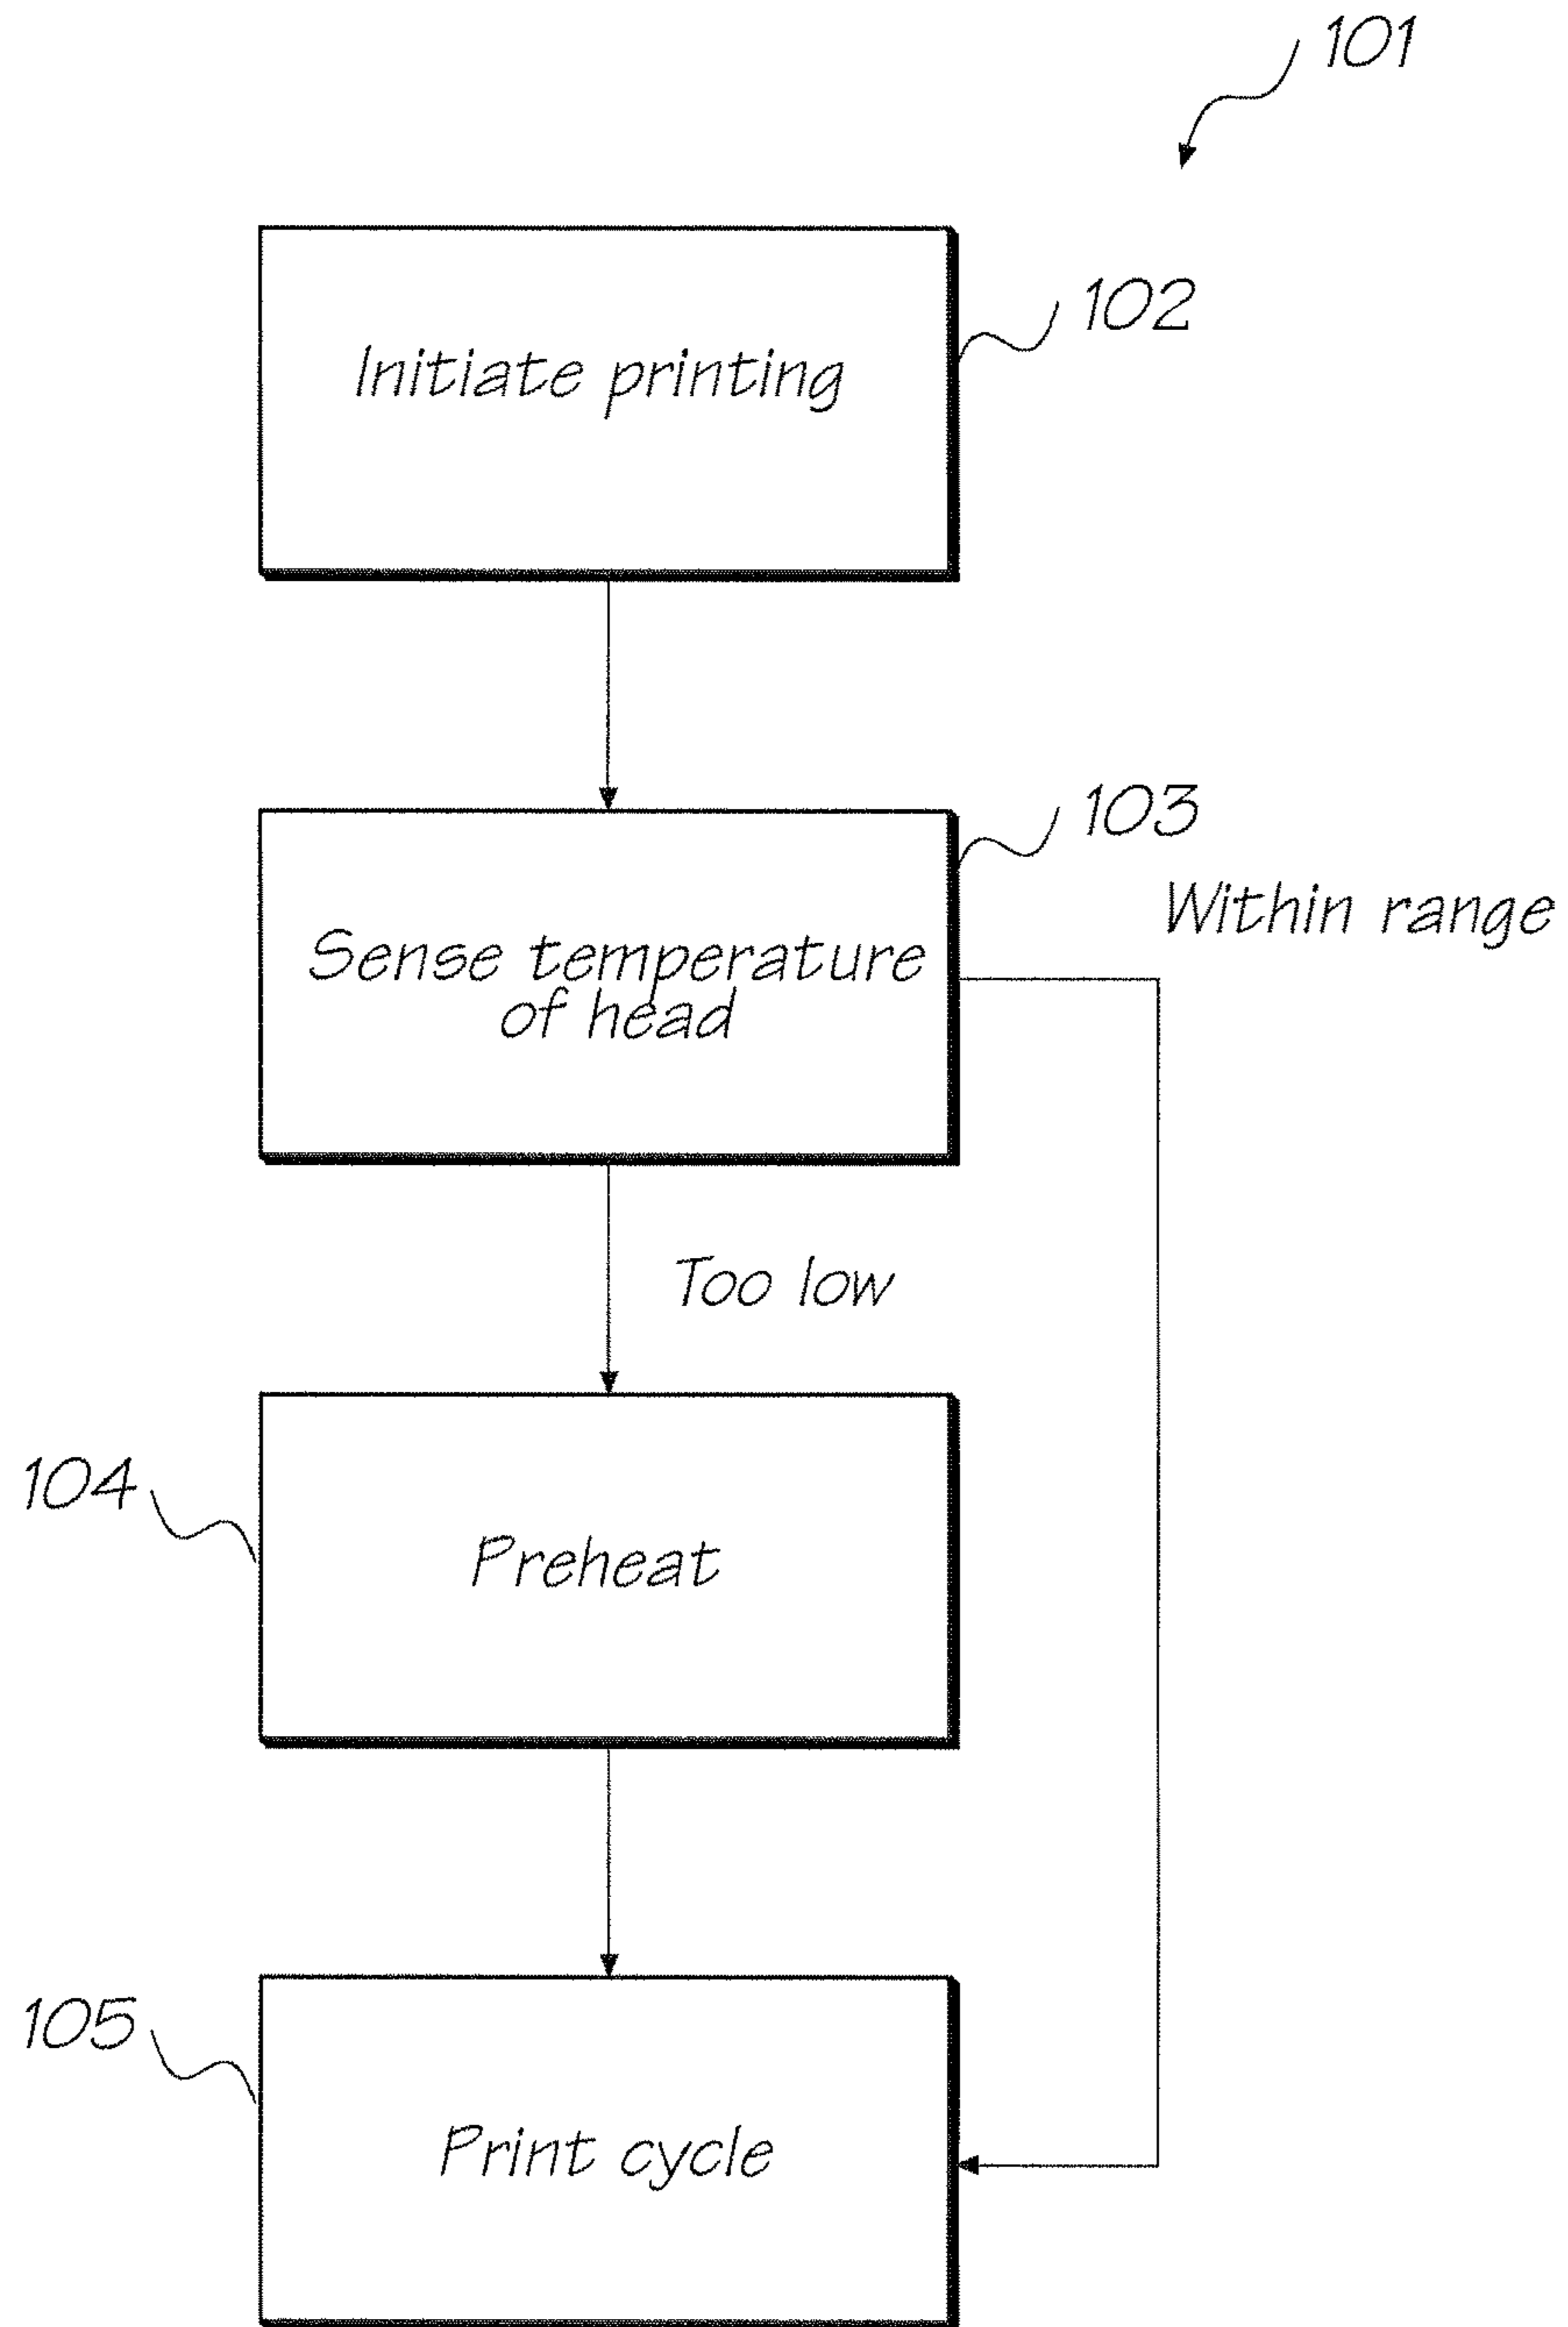 101
Initiate printing
102
103
Within range
Sense temperature
of head
Too low
104
Preheat
105
Print cycle